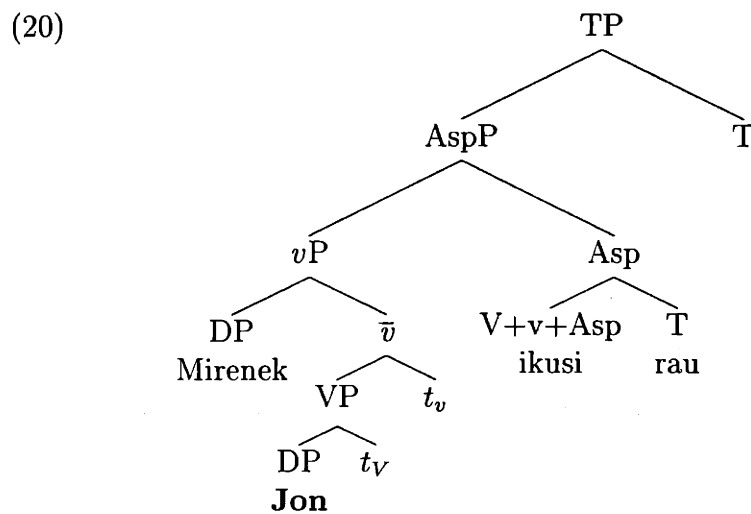 (20) TP
AspP T
vP Asp
DP v̄ V+v+Asp T
Mirenek ikusi rau
VP t_v
DP t_V
Jon